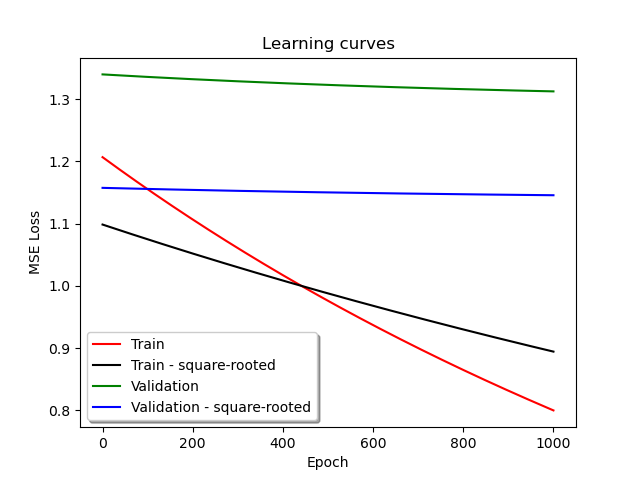 Learning curves
MSE Loss
1.3
1.2
1.1
1.0
0.9
0.8
Train
Train - square-rooted
Validation
Validation - square-rooted
0 200 400 600 800 1000
Epoch